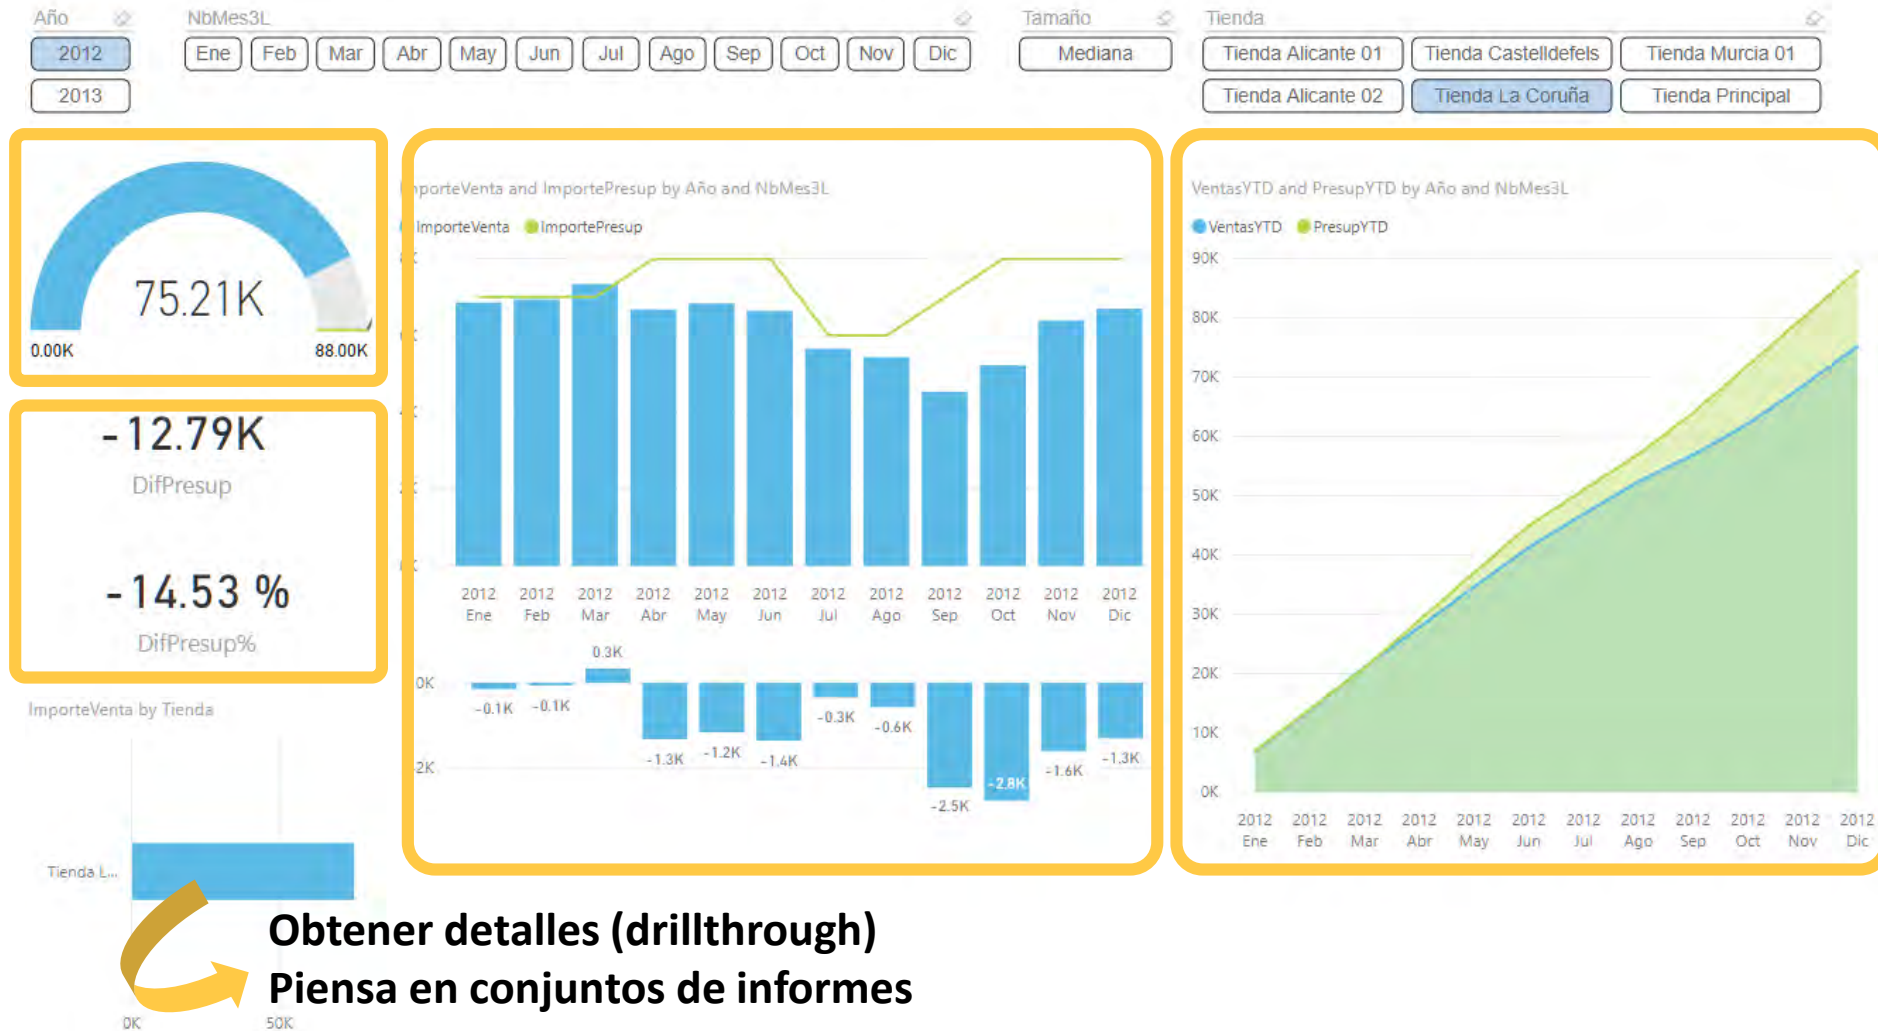 Año
NbMes3L
Tamaño
Tienda
2012
Ene Feb Mar Abr May Jun Jul Ago Sep Oct Nov Dic
Mediana
Tienda Alicante 01 Tienda Castelldefels Tienda Murcia 01
2013
Tienda Alicante 02 Tienda La Coruña Tienda Principal
75.21K
0.00K 88.00K
-12.79K
DifPresup
-14.53 %
DifPresup%
ImporteVenta by Tienda
Tienda L...
0K 50K
mporteVenta and ImportePresup by Año and NbMes3L
ImporteVenta ImportePresup
2012 2012 2012 2012 2012 2012 2012 2012 2012 2012 2012 2012
Ene Feb Mar Abr May Jun Jul Ago Sep Oct Nov Dic
0.3K
0K
-0.1K -0.1K -1.3K -1.2K -1.4K -0.3K -0.6K -2.5K -2.8K -1.6K -1.3K
2K
VentasYTD and PresupYTD by Año and NbMes3L
VentasYTD PresupYTD
90K
80K
70K
60K
50K
40K
30K
20K
10K
0K
2012 2012 2012 2012 2012 2012 2012 2012 2012 2012 2012 2012
Ene Feb Mar Abr May Jun Jul Ago Sep Oct Nov Dic
Obtener detalles (drillthrough)
Piensa en conjuntos de informes